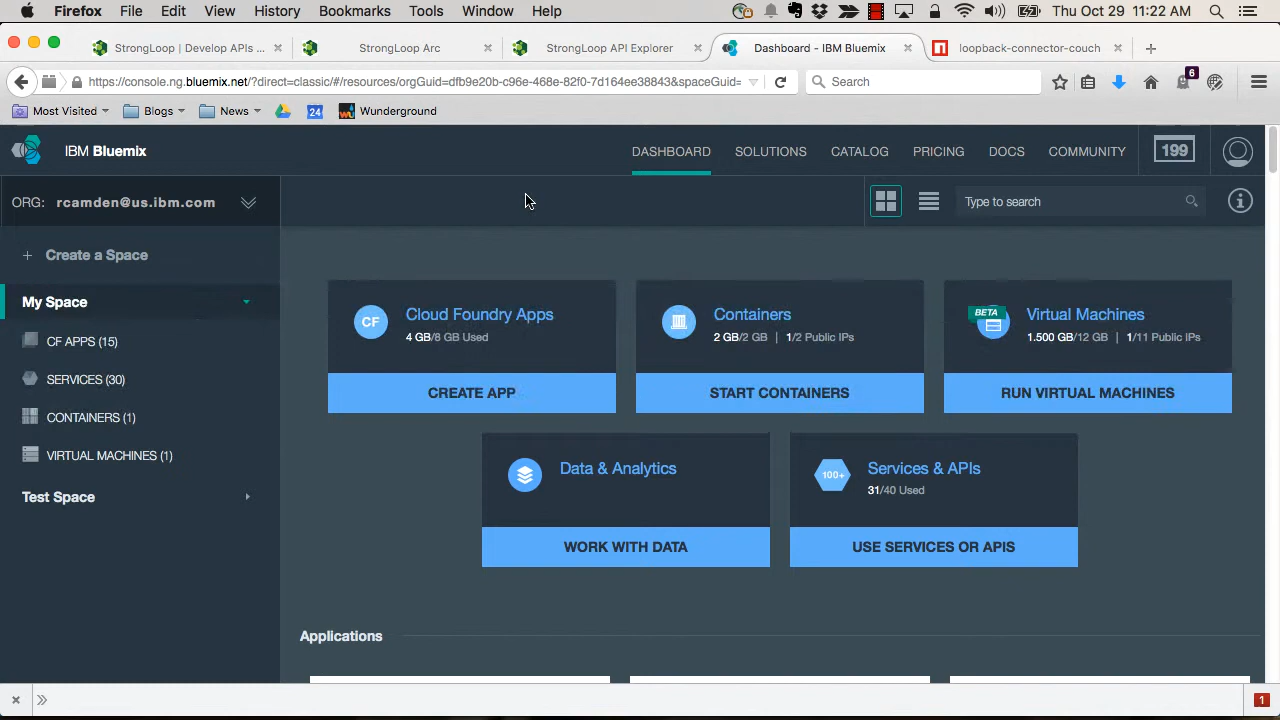 Firefox File Edit View History Bookmarks Tools Window Help Thu Oct 29 11:22 AM
StrongLoop | Develop APIs ... StrongLoop Arc StrongLoop API Explorer Dashboard - IBM Bluemix loopback-connector-couch
https://console.ng.bluemix.net/?direct=classic/#/resources/orgGuid=dfb9e20b-c96e-468e-82f0-7d164ee38843&spaceGuid= Search 6
Most Visited Blogs News 24 Wunderground
IBM Bluemix DASHBOARD SOLUTIONS CATALOG PRICING DOCS COMMUNITY 199
ORG: rcamden@us.ibm.com Type to search
+ Create a Space
My Space
CF APPS (15)
SERVICES (30)
CONTAINERS (1)
VIRTUAL MACHINES (1)
Test Space
CF Cloud Foundry Apps
4 GB/8 GB Used
CREATE APP
Containers
2 GB/2 GB | 1/2 Public IPs
START CONTAINERS
BETA Virtual Machines
1.500 GB/12 GB | 1/11 Public IPs
RUN VIRTUAL MACHINES
Data & Analytics
WORK WITH DATA
100+ Services & APIs
31/40 Used
USE SERVICES OR APIS
Applications
1